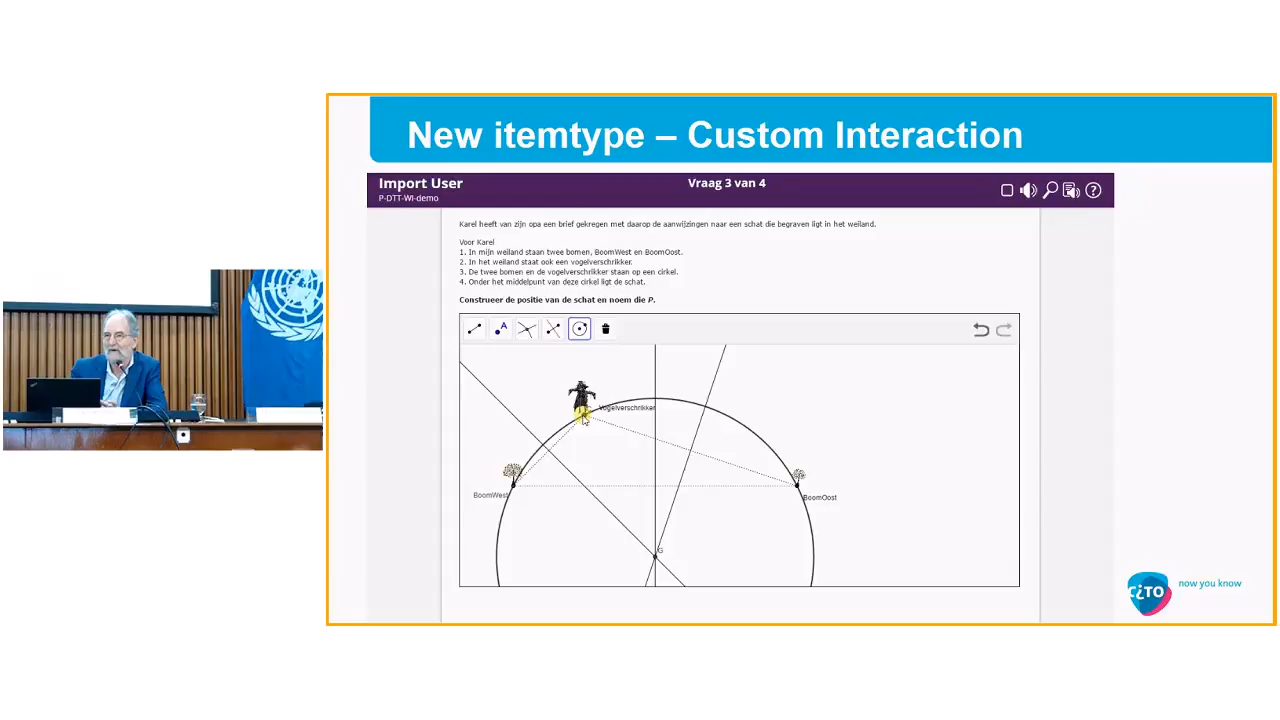 New itemtype – Custom Interaction
Import User
P-DTT-WI-demo
Vraag 3 van 4
Karel heeft van zijn opa een brief gekregen met daarop de aanwijzingen naar een schat die begraven ligt in het weiland.
Voor Karel
1. In mijn weiland staan twee bomen, BoomWest en BoomOost.
2. In het weiland staat ook een vogelverschrikker.
3. De twee bomen en de vogelverschrikker staan op een cirkel.
4. Onder het middelpunt van deze cirkel ligt de schat.
Construeer de positie van de schat en noem die P.
A
Vogelverschrikker
BoomWest
BoomOost
G
CiTO
now you know